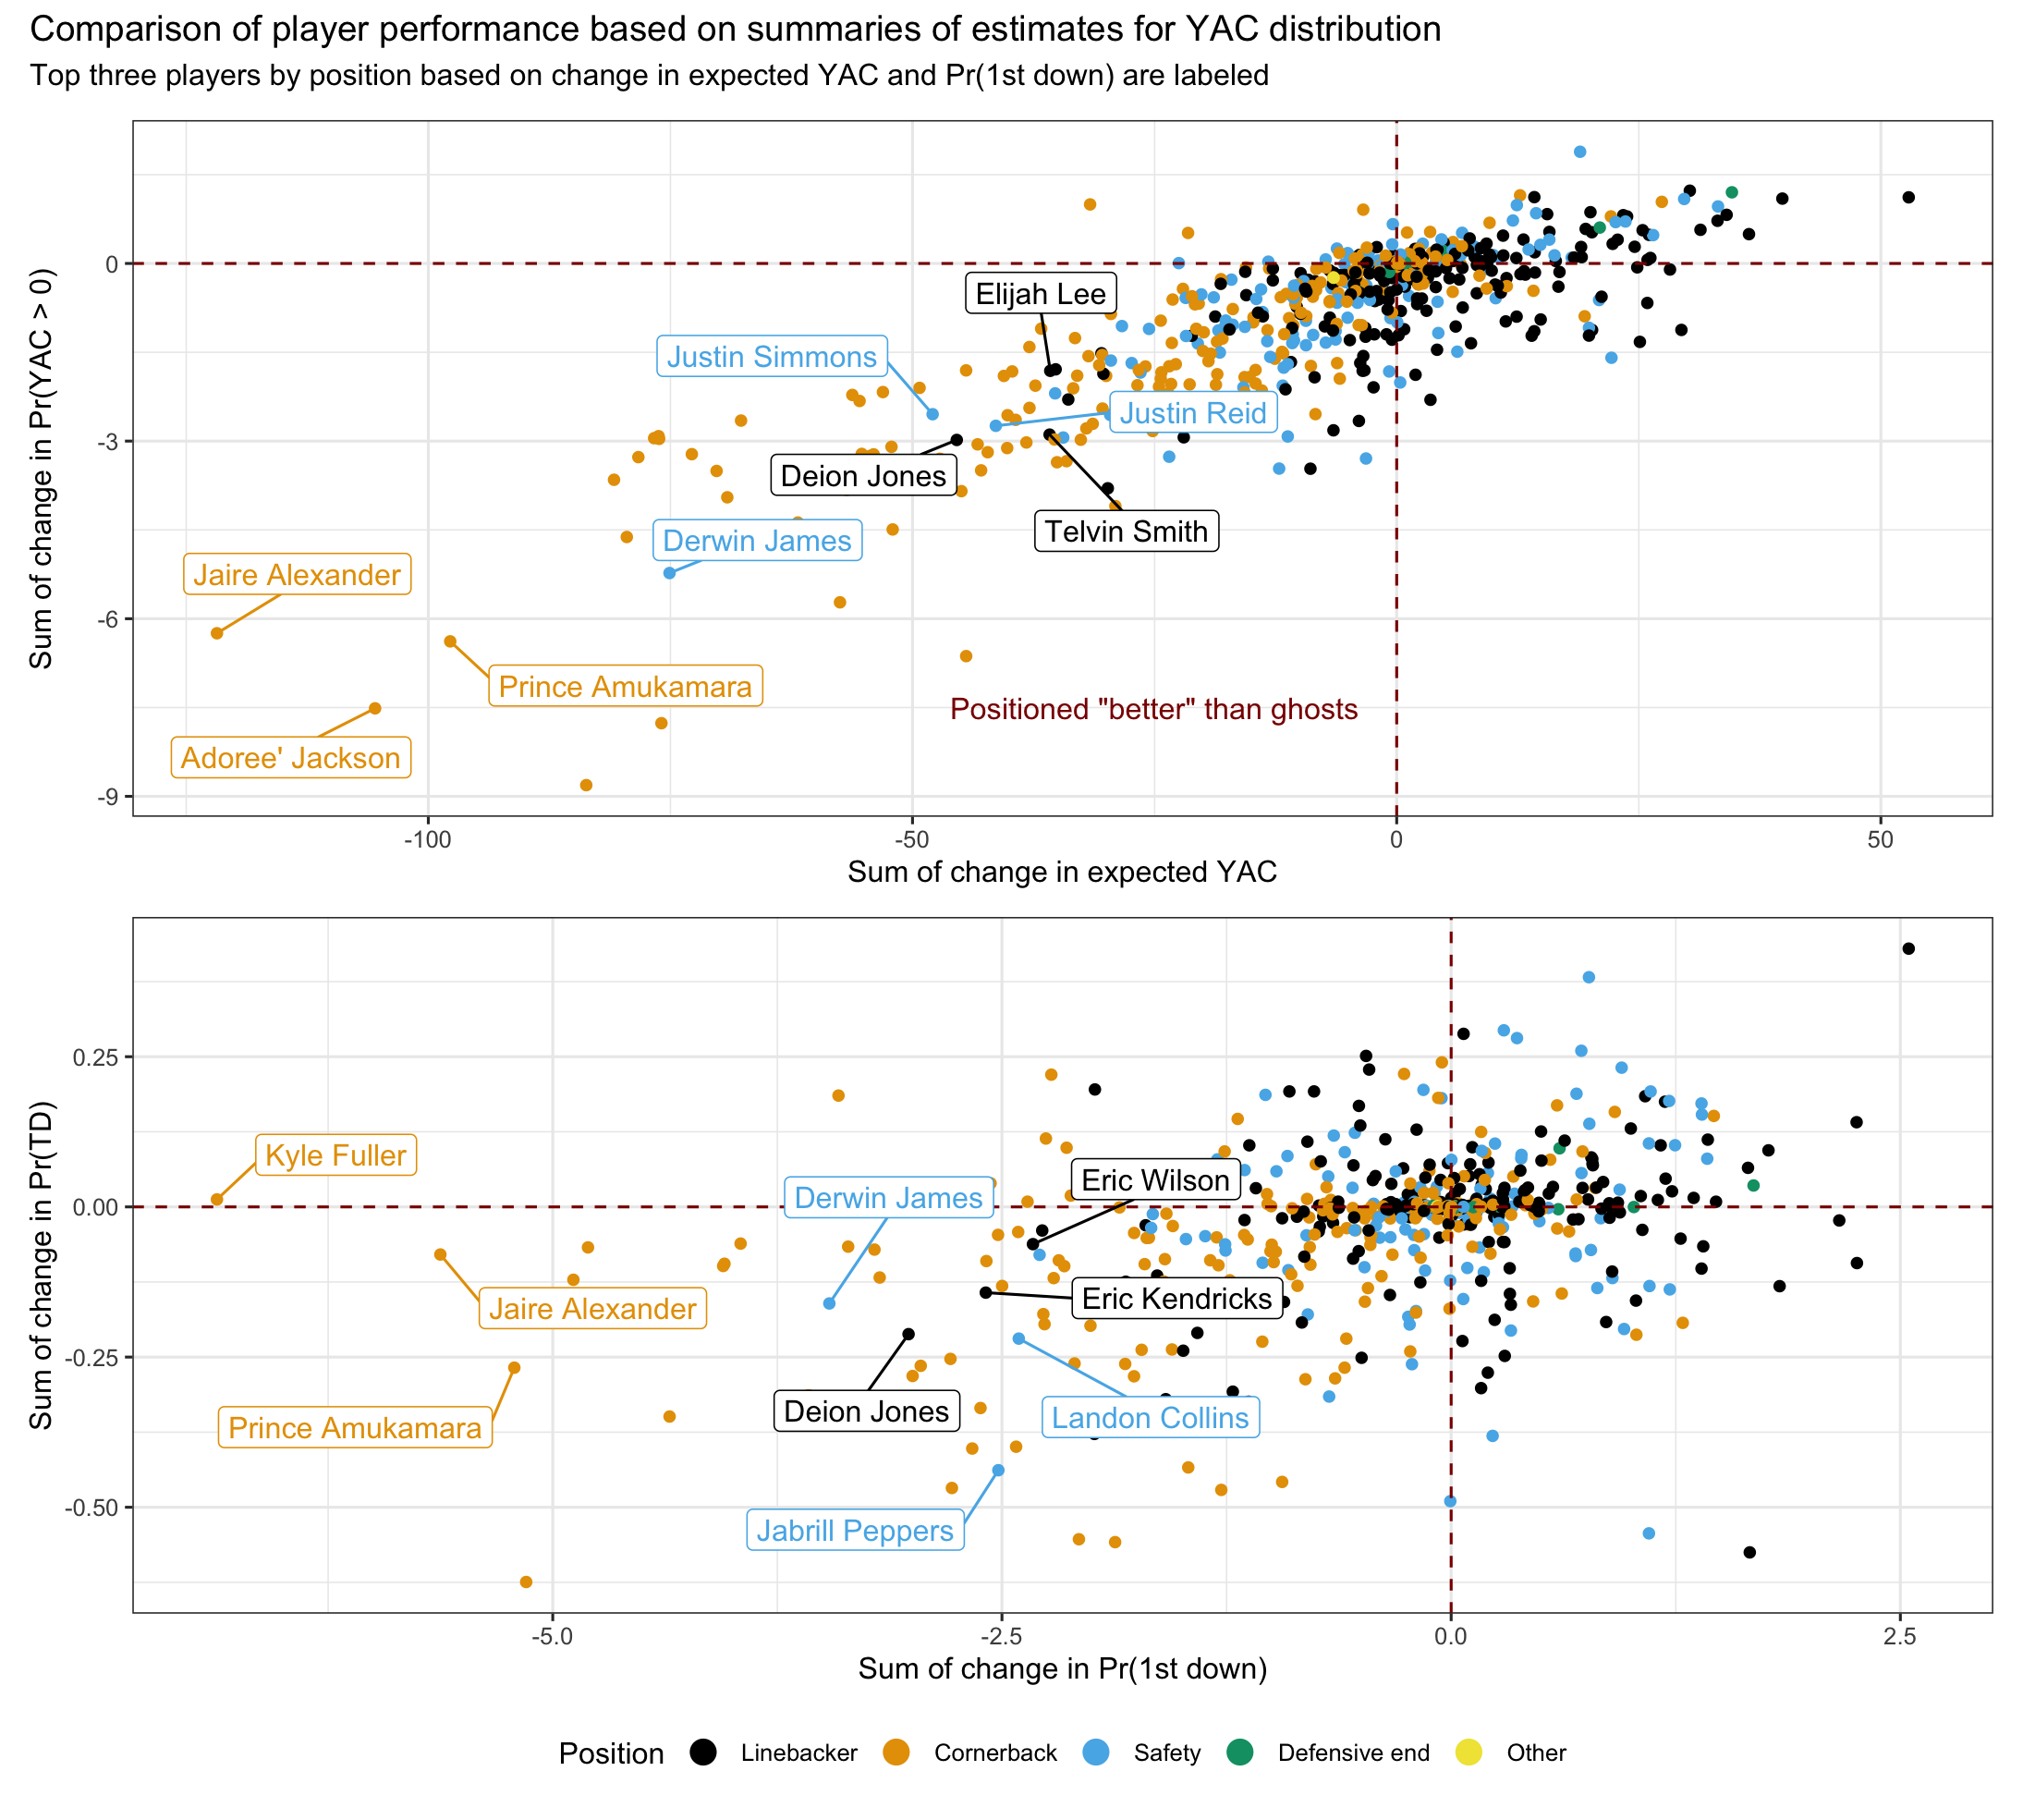 Comparison of player performance based on summaries of estimates for YAC distribution
Top three players by position based on change in expected YAC and Pr(1st down) are labeled
Sum of change in Pr(YAC > 0)
0
-3
-6
-9
Elijah Lee
Justin Simmons
Justin Reid
Deion Jones
Telvin Smith
Derwin James
Jaire Alexander
Prince Amukamara
Positioned "better" than ghosts
Adoree' Jackson
-100
-50
0
50
Sum of change in expected YAC
Sum of change in Pr(TD)
0.25
0.00
-0.25
-0.50
Kyle Fuller
Eric Wilson
Derwin James
Eric Kendricks
Jaire Alexander
Deion Jones
Landon Collins
Prince Amukamara
Jabrill Peppers
-5.0
-2.5
0.0
2.5
Sum of change in Pr(1st down)
Position
Linebacker
Cornerback
Safety
Defensive end
Other